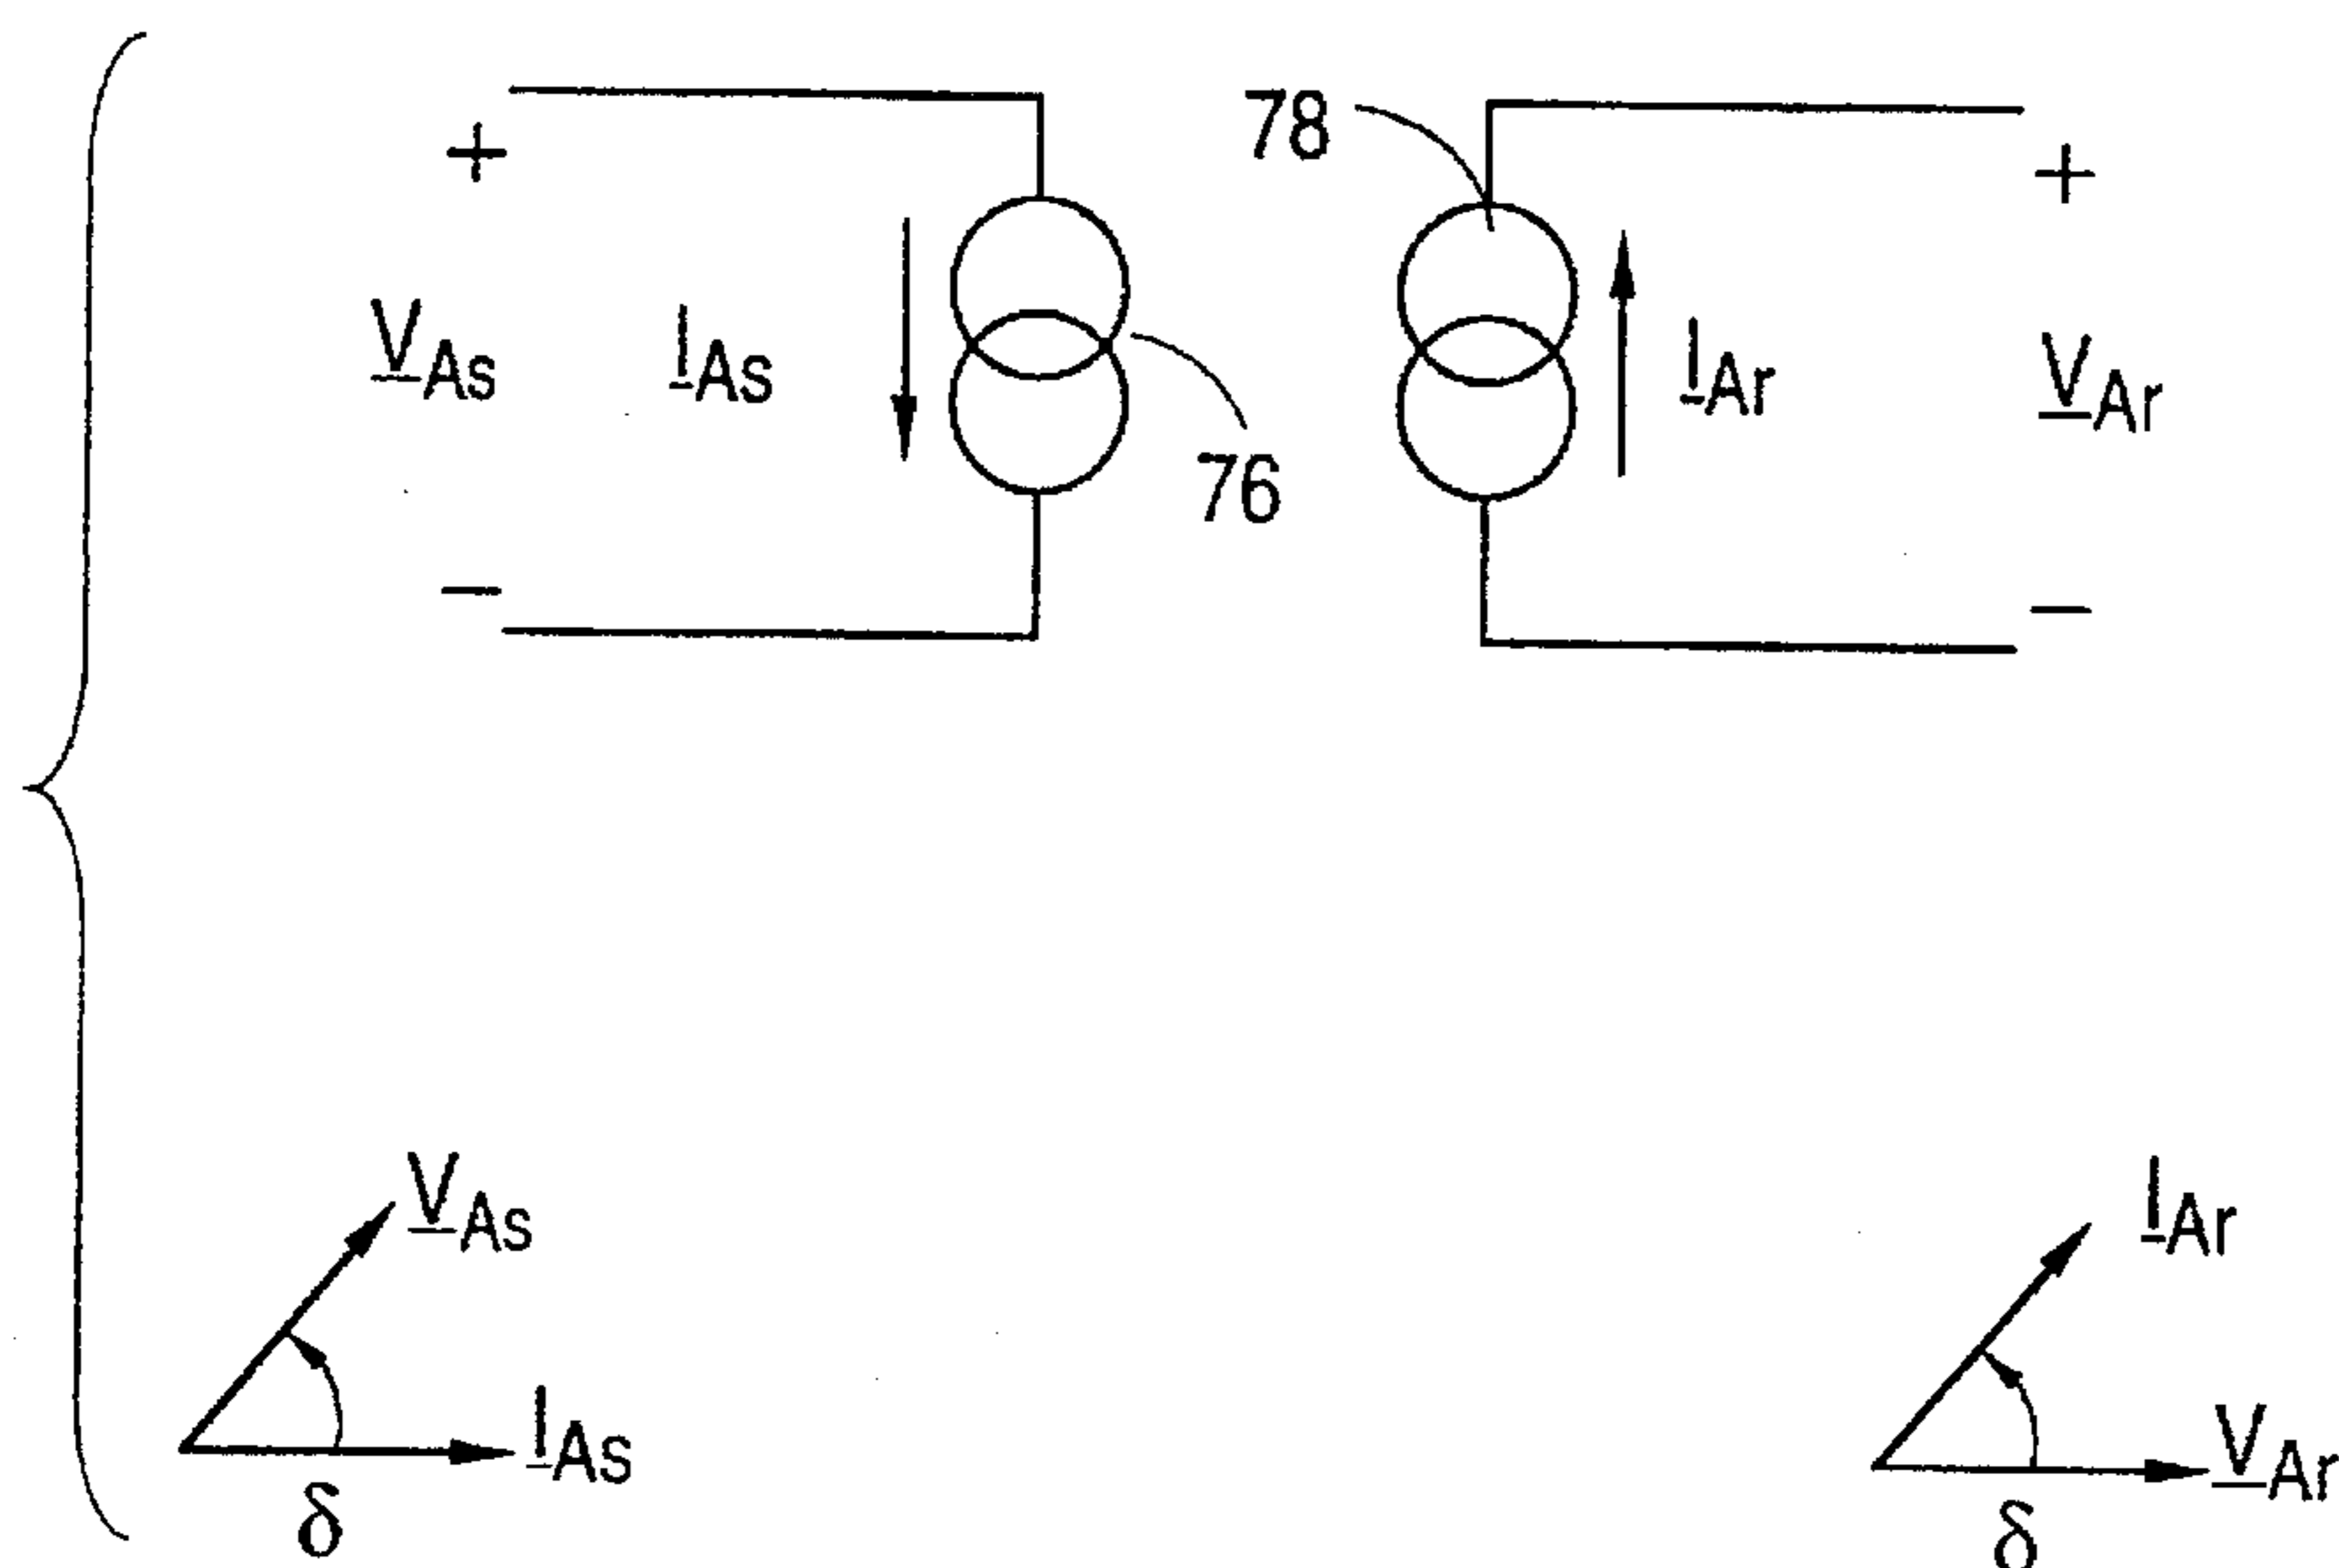 78
+
+
V_As
I_As
I_Ar
V_Ar
76
−
−
V_As
I_Ar
I_As
V_Ar
δ
δ